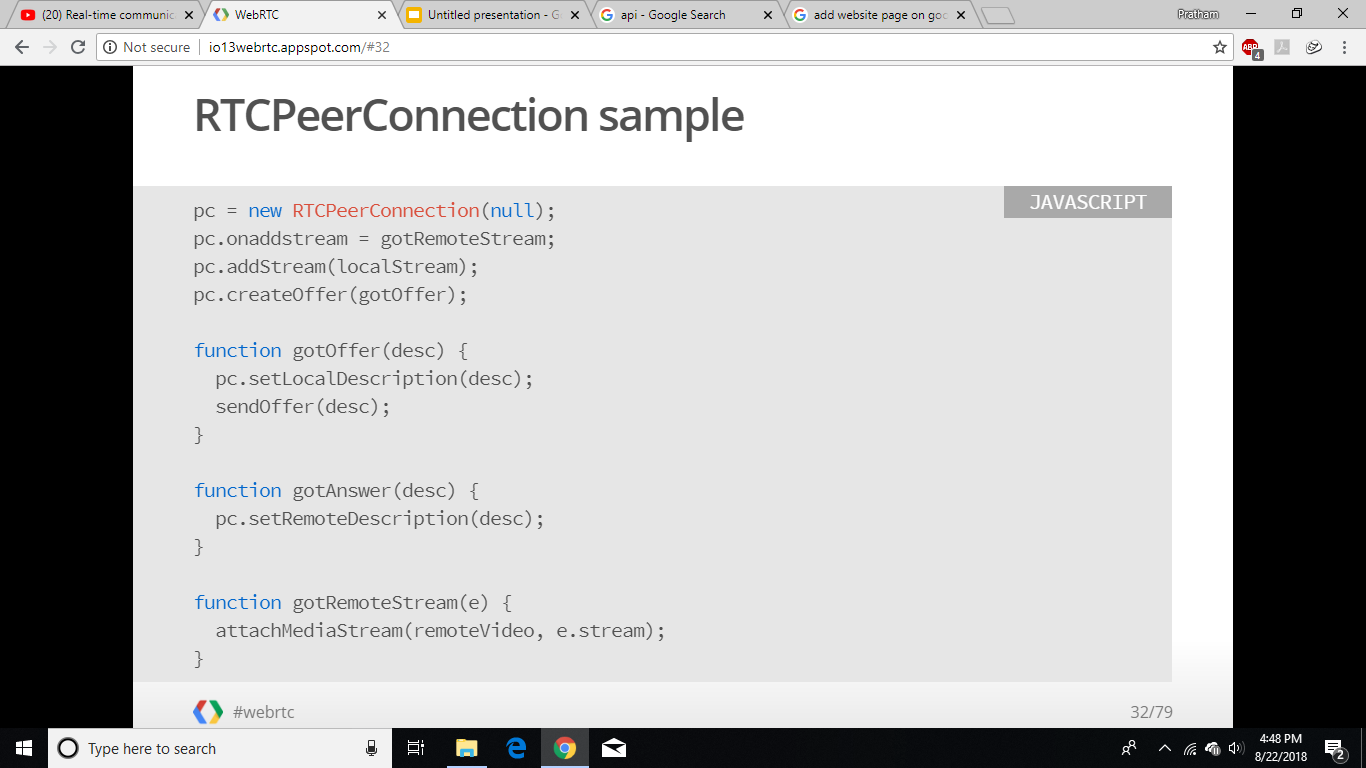 (20) Real-time communic
WebRTC
Untitled presentation - G
api - Google Search
add website page on goo
Pratham
Not secure
io13webrtc.appspot.com/#32
ABP
4
RTCPeerConnection sample
JAVASCRIPT
pc = new RTCPeerConnection(null);
pc.onaddstream = gotRemoteStream;
pc.addStream(localStream);
pc.createOffer(gotOffer);
function gotOffer(desc) {
  pc.setLocalDescription(desc);
  sendOffer(desc);
}
function gotAnswer(desc) {
  pc.setRemoteDescription(desc);
}
function gotRemoteStream(e) {
  attachMediaStream(remoteVideo, e.stream);
}
#webrtc
32/79
Type here to search
4:48 PM
8/22/2018
2